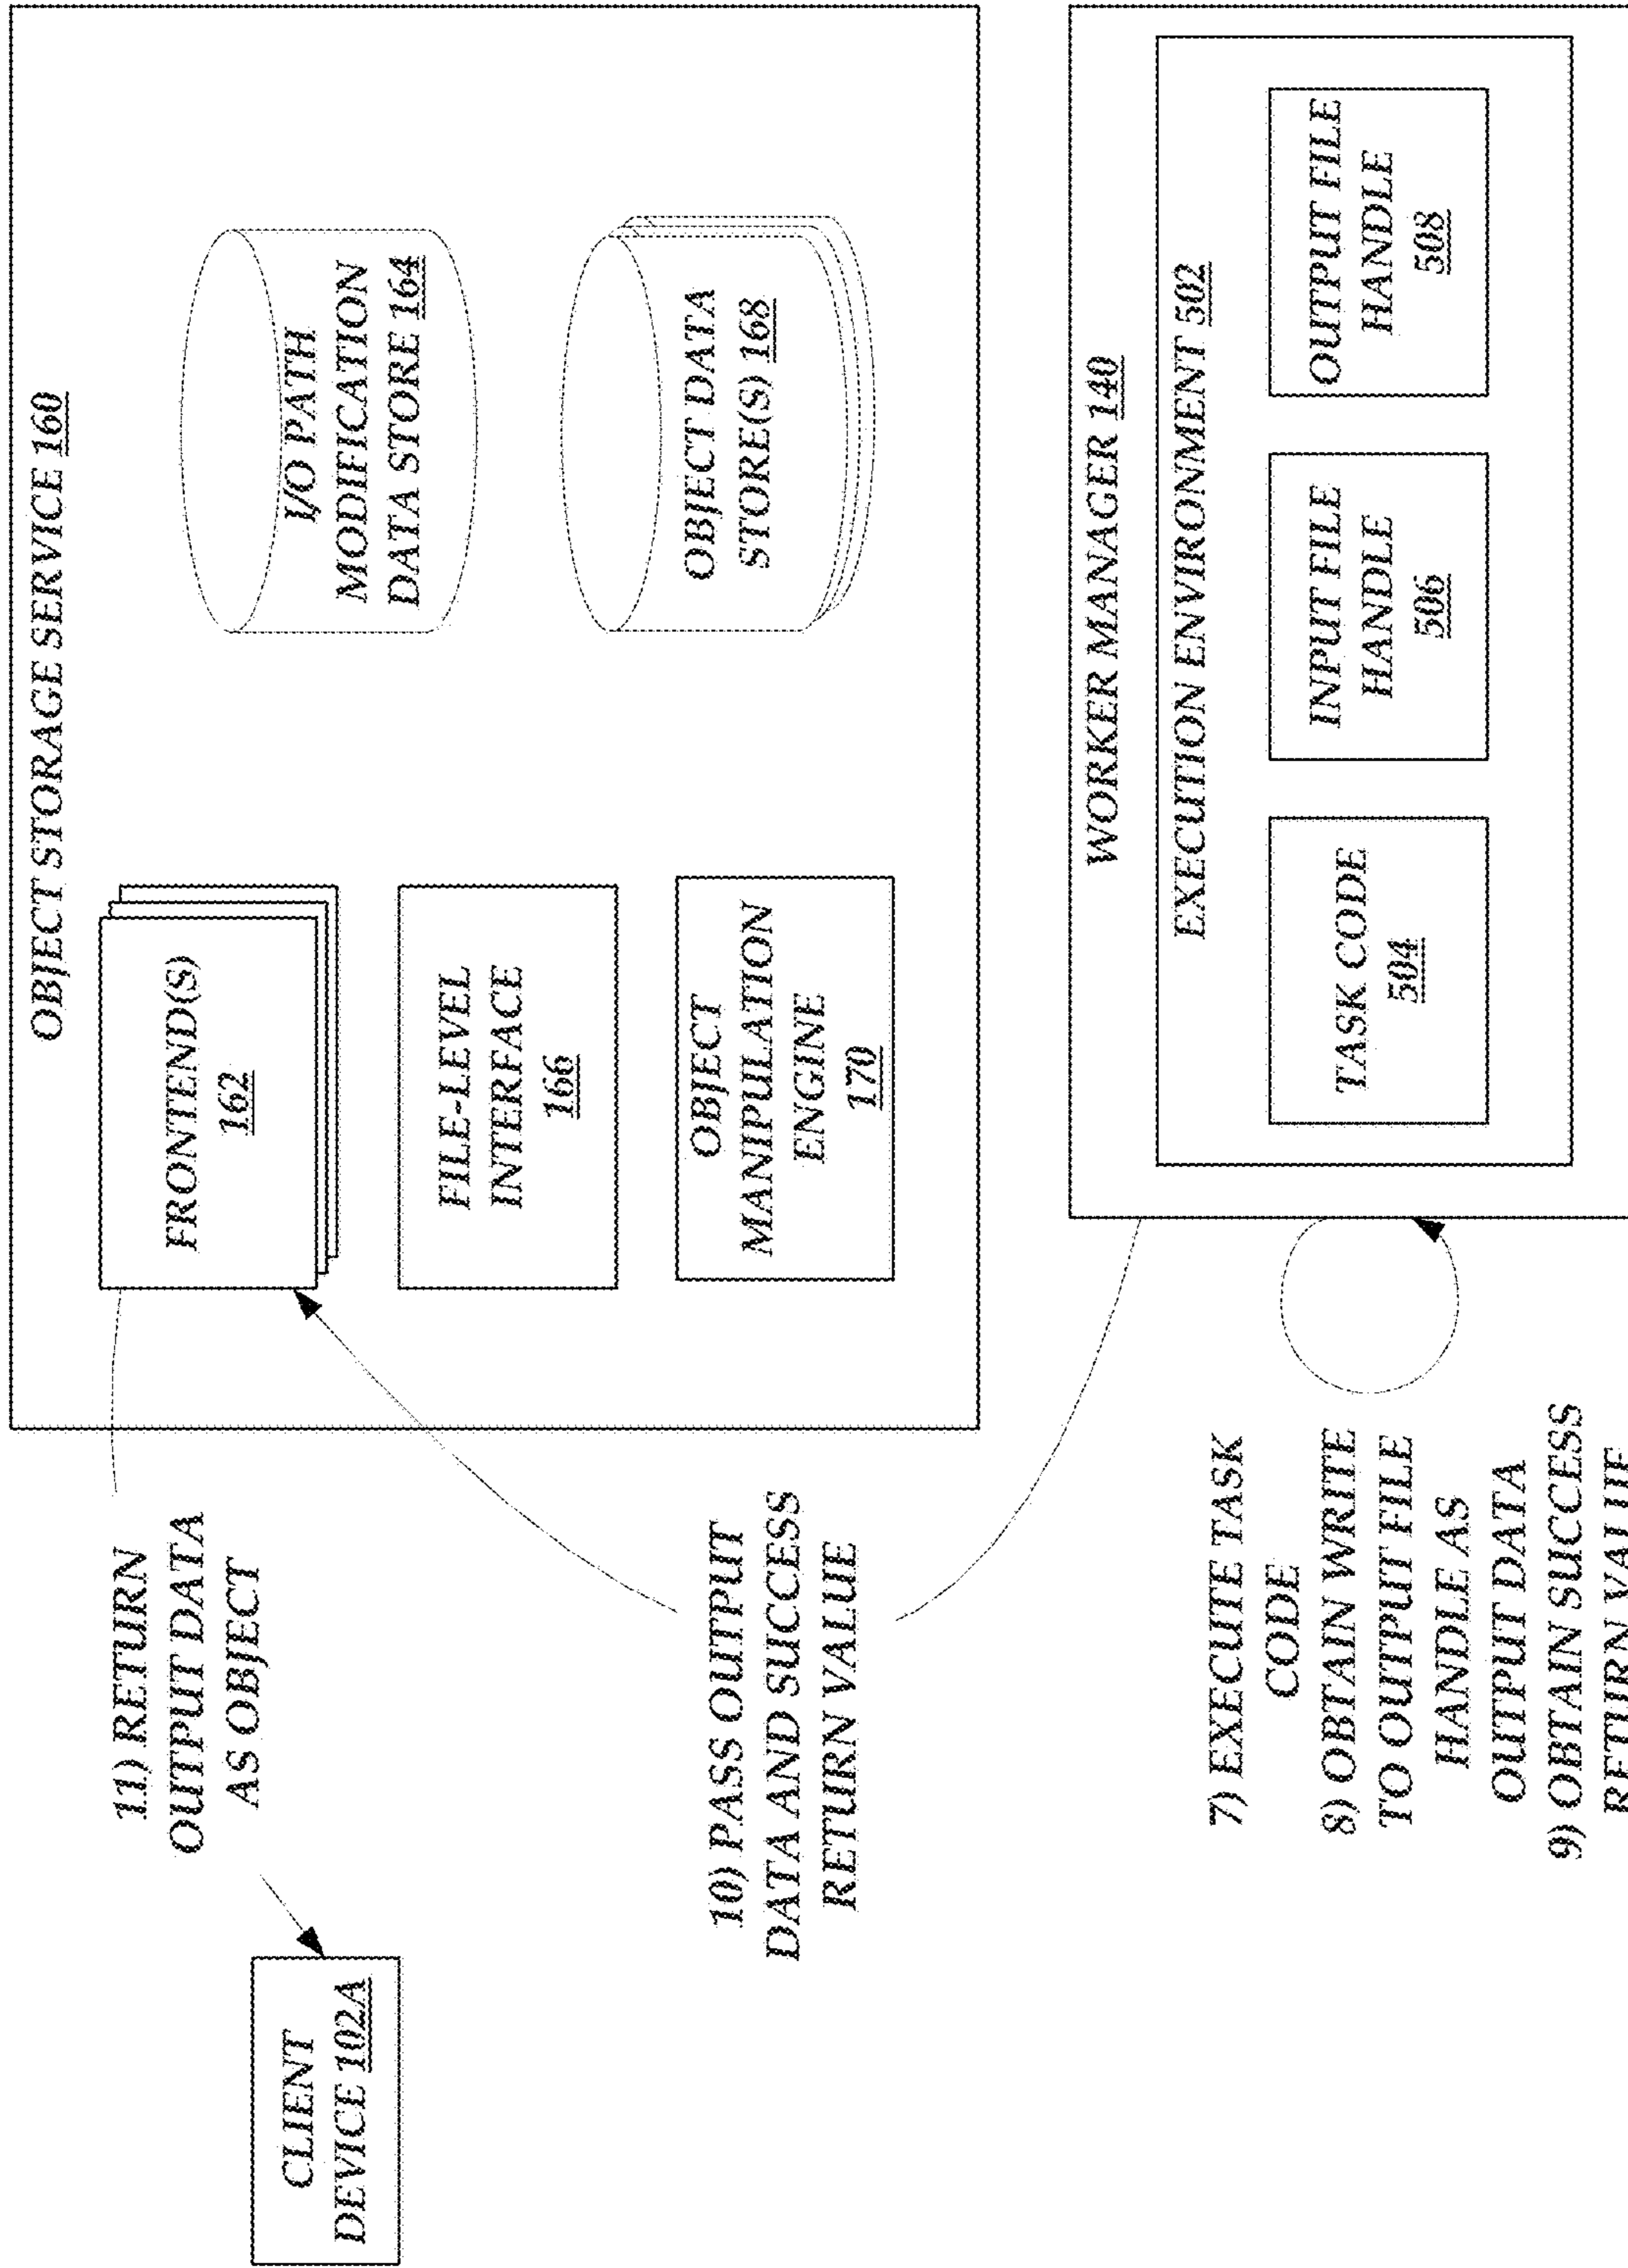 OBJECT STORAGE SERVICE 160
FRONTEND(S)
162
FILE-LEVEL
INTERFACE
166
OBJECT
MANIPULATION
ENGINE
170
I/O PATH
MODIFICATION
DATA STORE 164
OBJECT DATA
STORE(S) 168
CLIENT
DEVICE 102A
11) RETURN
OUTPUT DATA
AS OBJECT
10) PASS OUTPUT
DATA AND SUCCESS
RETURN VALUE
7) EXECUTE TASK
CODE
8) OBTAIN WRITE
TO OUTPUT FILE
HANDLE AS
OUTPUT DATA
9) OBTAIN SUCCESS
RETURN VALUE
WORKER MANAGER 140
EXECUTION ENVIRONMENT 502
TASK CODE
504
INPUT FILE
HANDLE
506
OUTPUT FILE
HANDLE
508